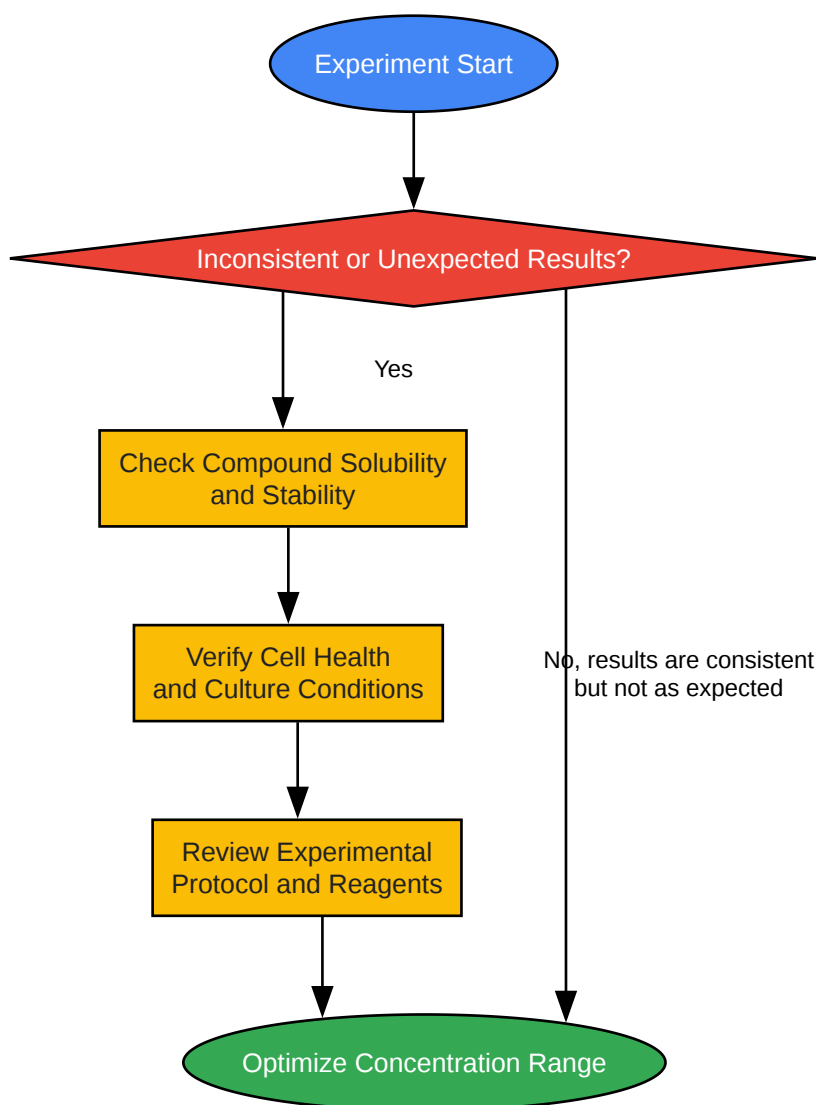 Experiment Start
Inconsistent or Unexpected Results?
Yes
Check Compound Solubility
and Stability
Verify Cell Health
and Culture Conditions
No, results are consistent
but not as expected
Review Experimental
Protocol and Reagents
Optimize Concentration Range